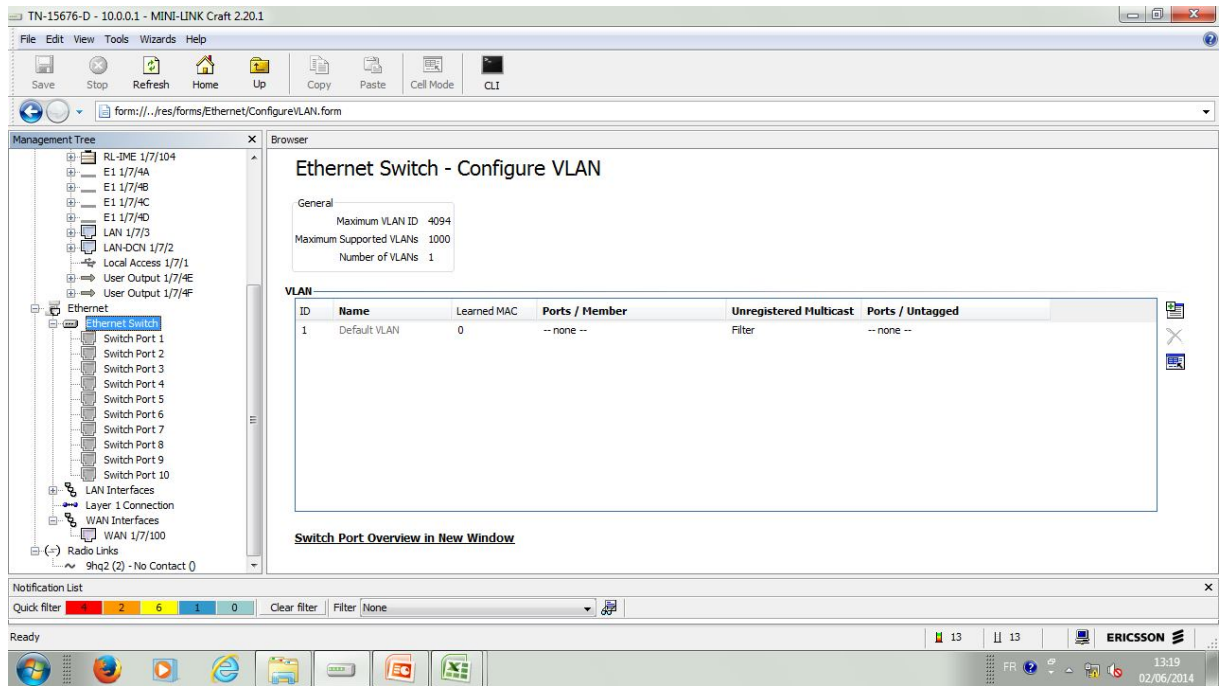 TN-15676-D - 10.0.0.1 - MINI-LINK Craft 2.20.1
File Edit View Tools Wizards Help
Save Stop Refresh Home Up Copy Paste Cell Mode CLI
form://../res/forms/Ethernet/ConfigureVLAN.form
Management Tree
RL-IME 1/7/104
E1 1/7/4A
E1 1/7/4B
E1 1/7/4C
E1 1/7/4D
LAN 1/7/3
LAN-DCN 1/7/2
Local Access 1/7/1
User Output 1/7/4E
User Output 1/7/4F
Ethernet
Ethernet Switch
Switch Port 1
Switch Port 2
Switch Port 3
Switch Port 4
Switch Port 5
Switch Port 6
Switch Port 7
Switch Port 8
Switch Port 9
Switch Port 10
LAN Interfaces
Layer 1 Connection
WAN Interfaces
WAN 1/7/100
Radio Links
9hq2 (2) - No Contact ()
Browser
Ethernet Switch - Configure VLAN
General
Maximum VLAN ID 4094
Maximum Supported VLANs 1000
Number of VLANs 1
VLAN
ID Name Learned MAC Ports / Member Unregistered Multicast Ports / Untagged
1 Default VLAN 0 -- none -- Filter -- none --
Switch Port Overview in New Window
Notification List
Quick filter 4 2 6 1 0 Clear filter Filter None
Ready 13 13 ERICSSON
FR 13:19
02/06/2014